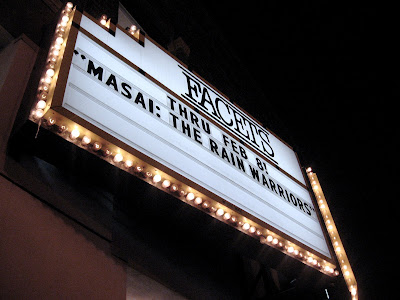 FACETS
THRU FEB 8!
"MASAI: THE RAIN WARRIORS"